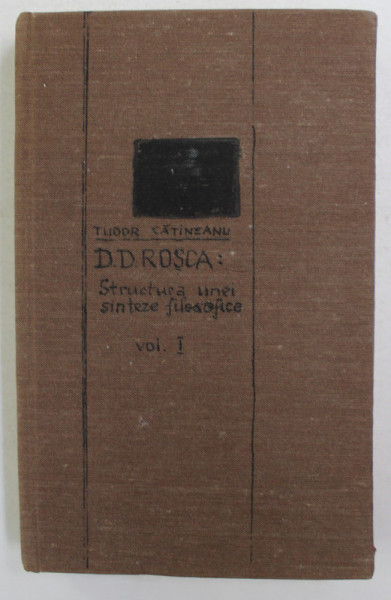 TUDOR CĂTINEANU
D.D. ROȘCA:
Structura unei
sinteze filosofice
vol. I